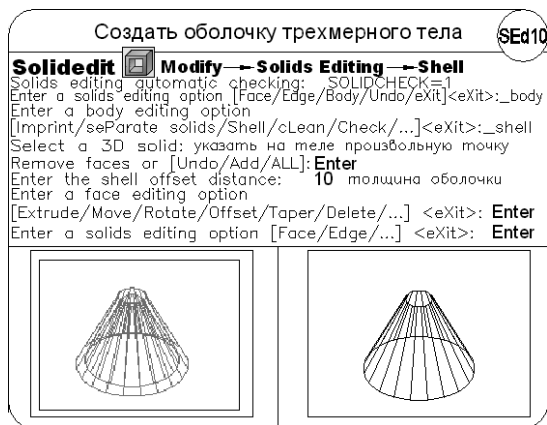 Создать оболочку трехмерного тела
SEd10
Solidedit Modify→Solids Editing→Shell
Solids editing automatic checking: SOLIDCHECK=1
Enter a solids editing option [Face/Edge/Body/Undo/eXit]<eXit>:_body
Enter a body editing option
[Imprint/seParate solids/Shell/cLean/Check/...]<eXit>:_shell
Select a 3D solid: указать на теле произвольную точку
Remove faces or [Undo/Add/ALL]: Enter
Enter the shell offset distance: 10 толщина оболочки
Enter a face editing option
[Extrude/Move/Rotate/Offset/Taper/Delete/...] <eXit>: Enter
Enter a solids editing option [Face/Edge/...] <eXit>: Enter